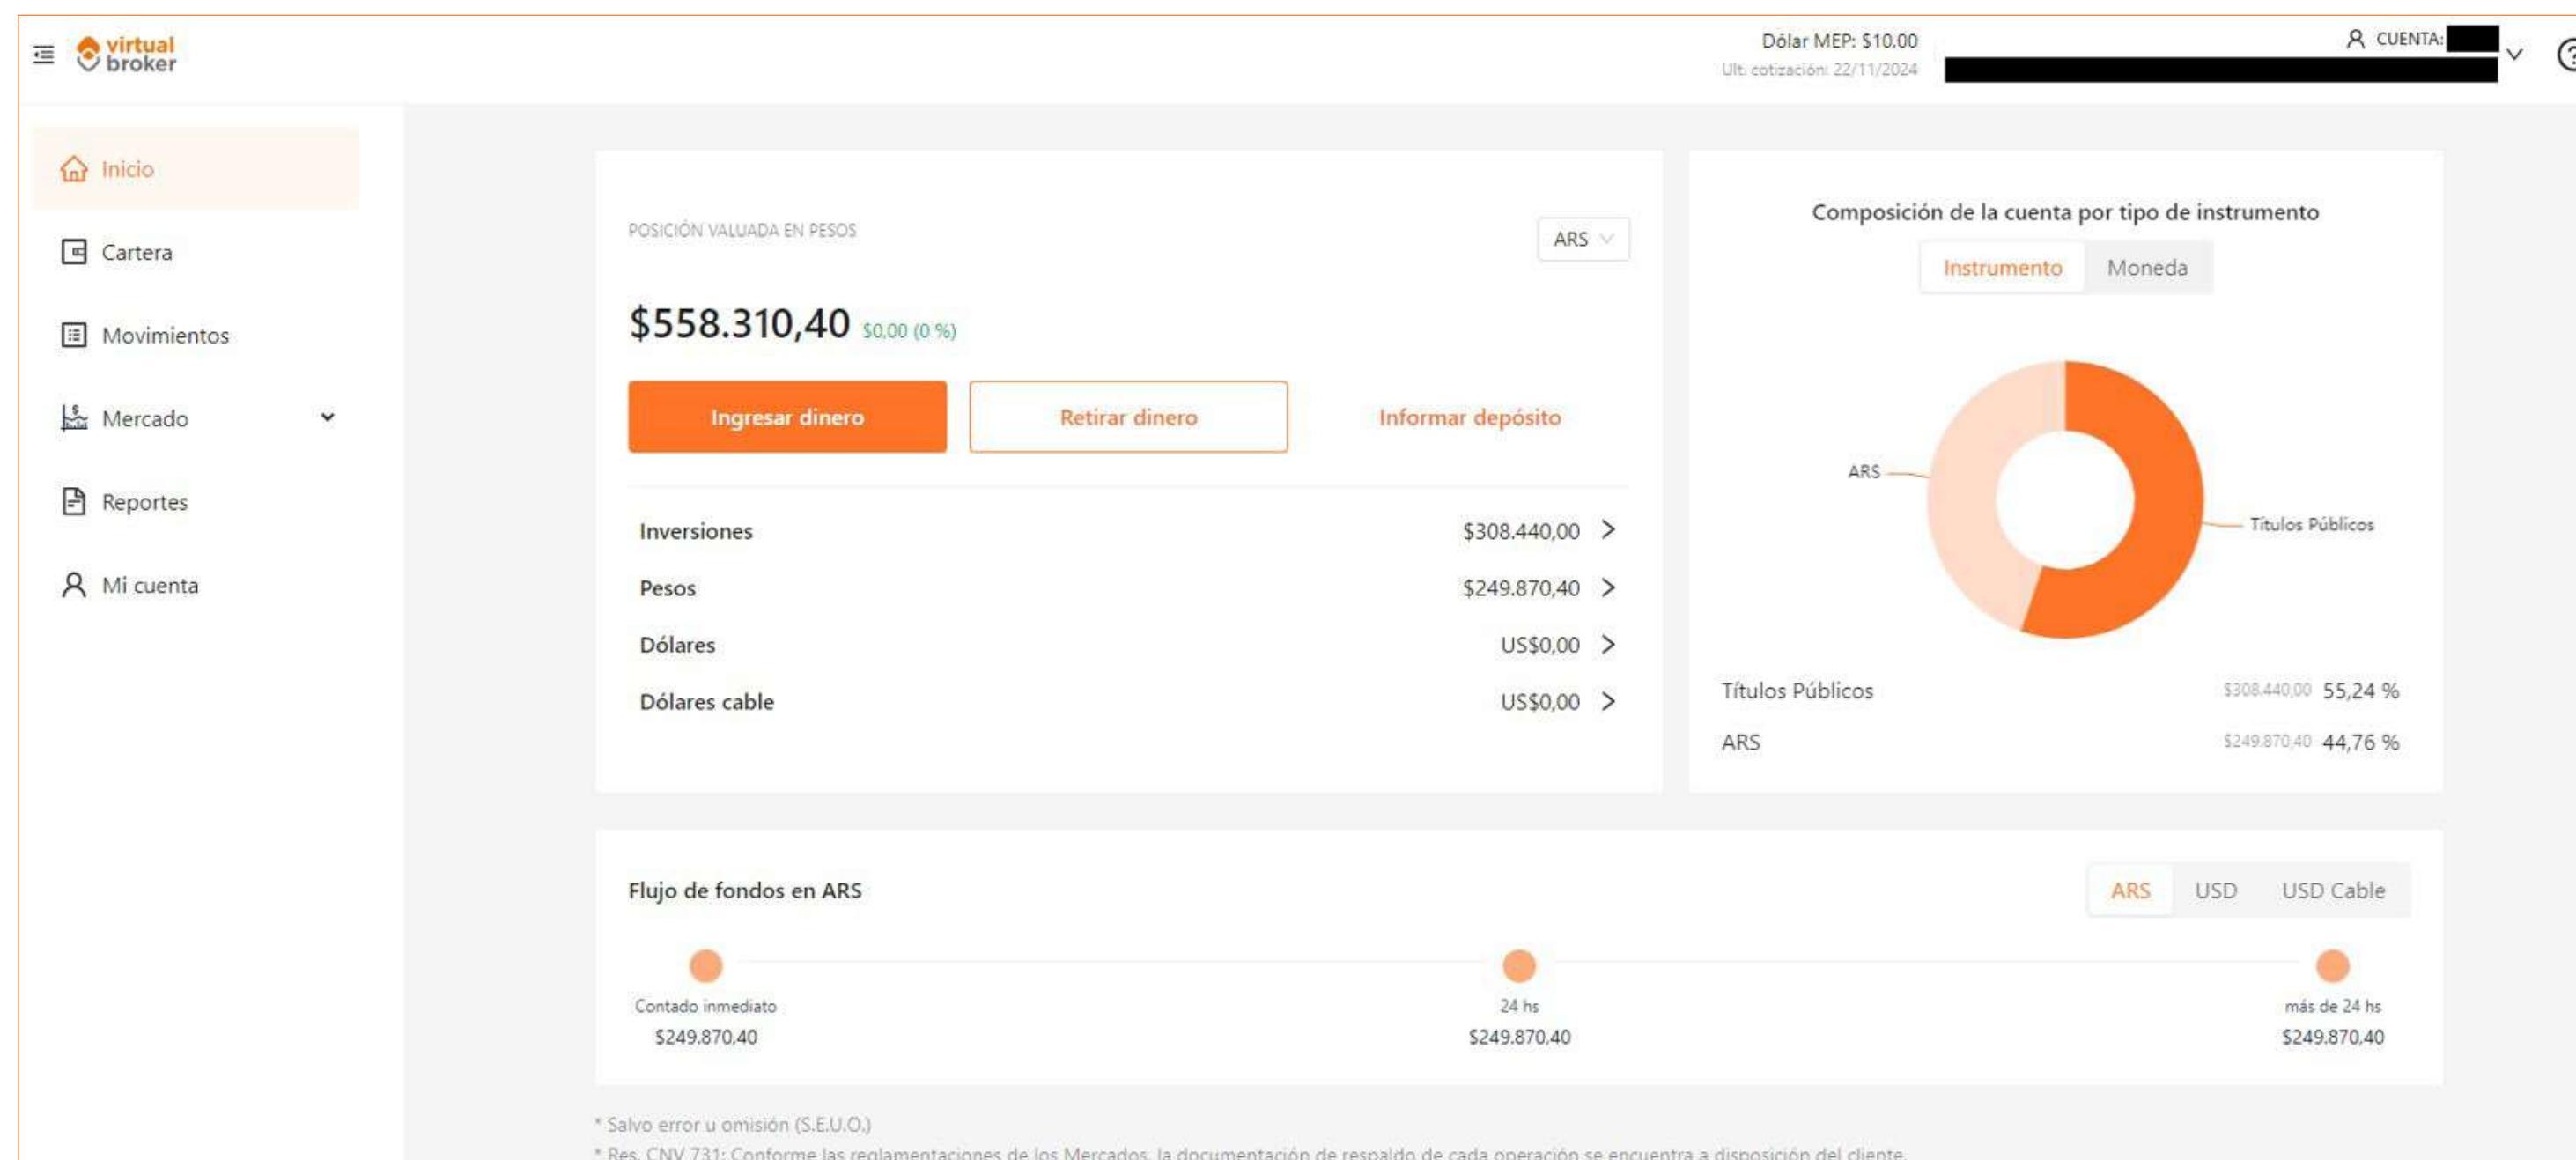 virtual
broker
Dólar MEP: $10,00
Ult. cotización: 22/11/2024
CUENTA:
Inicio
Cartera
Movimientos
Mercado
Reportes
Mi cuenta
POSICIÓN VALUADA EN PESOS
ARS
$558.310,40 $0,00 (0 %)
Ingresar dinero
Retirar dinero
Informar depósito
Inversiones $308.440,00
Pesos $249.870,40
Dólares US$0,00
Dólares cable US$0,00
Composición de la cuenta por tipo de instrumento
Instrumento Moneda
ARS
Títulos Públicos
Títulos Públicos $308.440,00 55,24 %
ARS $249.870,40 44,76 %
Flujo de fondos en ARS
ARS USD USD Cable
Contado inmediato
$249.870,40
24 hs
$249.870,40
más de 24 hs
$249.870,40
* Salvo error u omisión (S.E.U.O.)
* Res. CNV 731: Conforme las reglamentaciones de los Mercados, la documentación de respaldo de cada operación se encuentra a disposición del cliente.